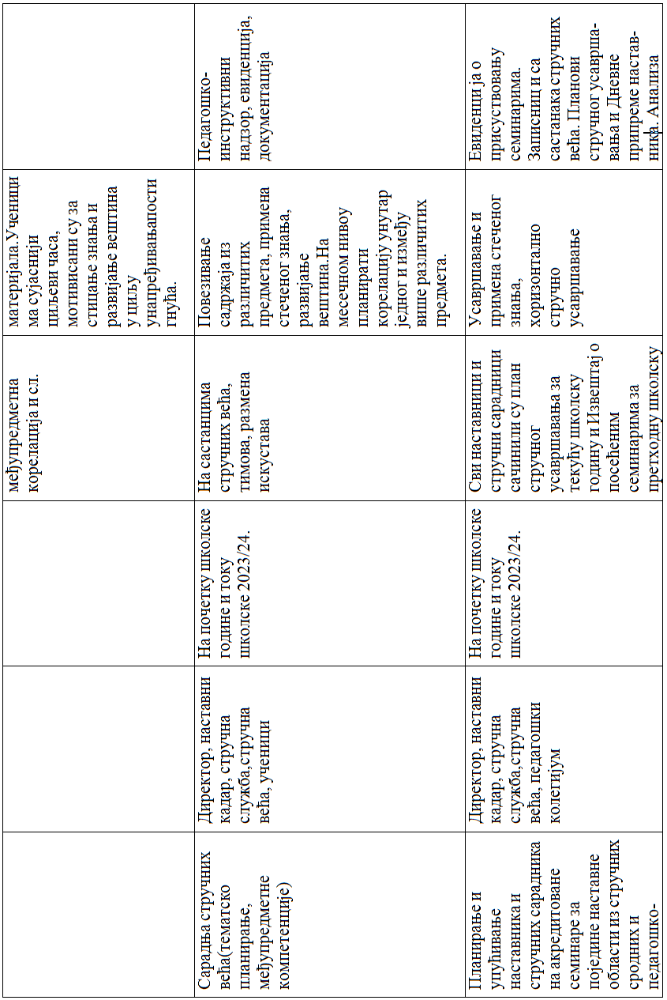 међупредметна
корелација и сл.
материјала.Ученици
ма сујаснији
циљеви часа,
мотивисани су за
стицање знања и
развијање вештина
у циљу
унапређивањапости
гнућа.
Сарадња стручних
већа(тематско
планирање,
међупредметне
компетенције)
Директор, наставни
кадар, стручна
служба,стручна
већа, ученици
На почетку школске
године и току
школске 2023/24.
На састанцима
стручних већа,
тимова, размена
искустава
Повезивање
садржаја из
различитих
предмета, примена
стеченог знања,
развијање
вештина.На
месечном нивоу
планирати
корелацију унутар
једног и између
више различитих
предмета.
Педагошко-
инструктивни
надзор, евиденција,
документација
Планирање и
упућивање
наставника и
стручних сарадника
на акредитоване
семинаре за
поједине наставне
области из стручних
сродних и
педагошко-
Директор, наставни
кадар, стручна
служба,стручна
већа, педагошки
колегијум
На почетку школске
године и току
школске 2023/24.
Сви наставници и
стручни сарадници
сачинили су план
стручног
усавршавања за
текућу школску
годину и Извештај о
посећеним
семинарима за
претходну школску
Усавршавање и
примена стеченог
знања,
хоризонтално
стручно
усавршавање
Евиденција о
присуствовању
семинарима.
Записници са
састанака стручних
већа. Планови
стручног усаврша-
вања и Дневне
припреме настав-
ника. Анализа